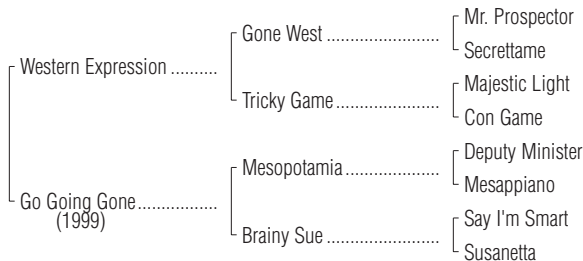 Mr. Prospector
Gone West
Secrettame
Western Expression
Majestic Light
Tricky Game
Con Game
Deputy Minister
Mesopotamia
Mesappiano
Go Going Gone
(1999)
Say I'm Smart
Brainy Sue
Susanetta